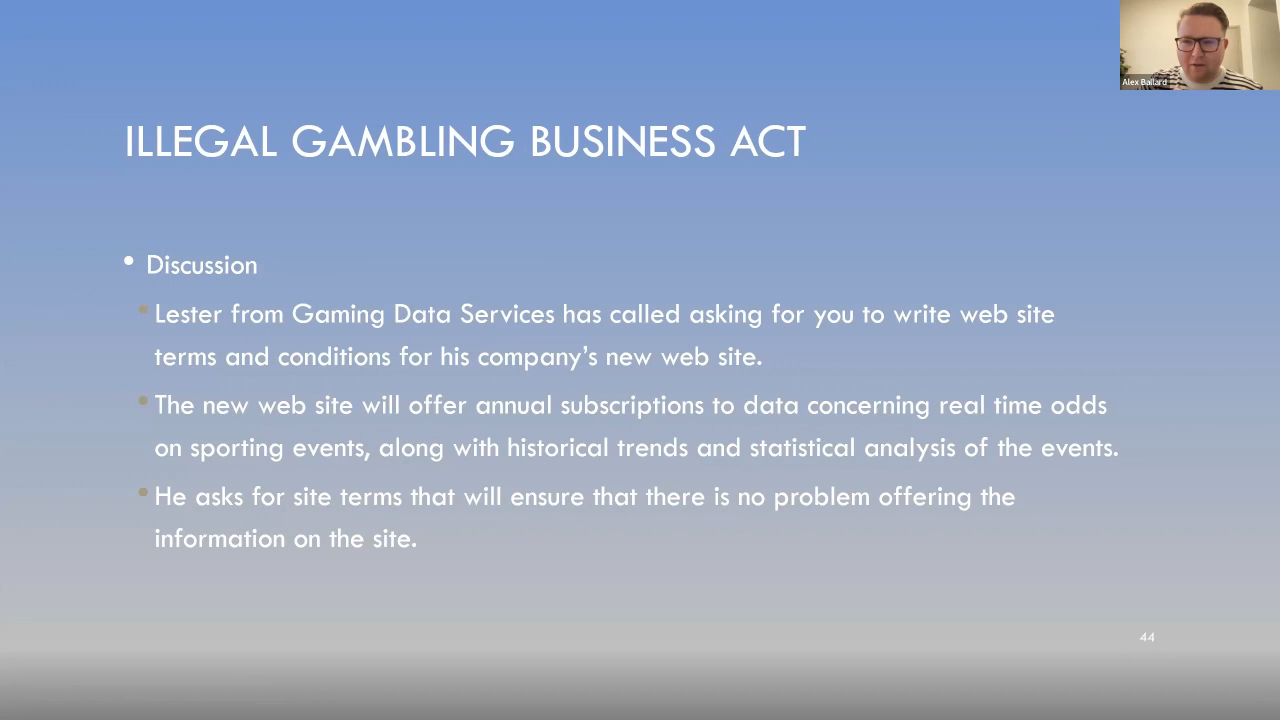 Alex Ballard
ILLEGAL GAMBLING BUSINESS ACT
• Discussion
• Lester from Gaming Data Services has called asking for you to write web site
terms and conditions for his company’s new web site.
• The new web site will offer annual subscriptions to data concerning real time odds
on sporting events, along with historical trends and statistical analysis of the events.
• He asks for site terms that will ensure that there is no problem offering the
information on the site.
44